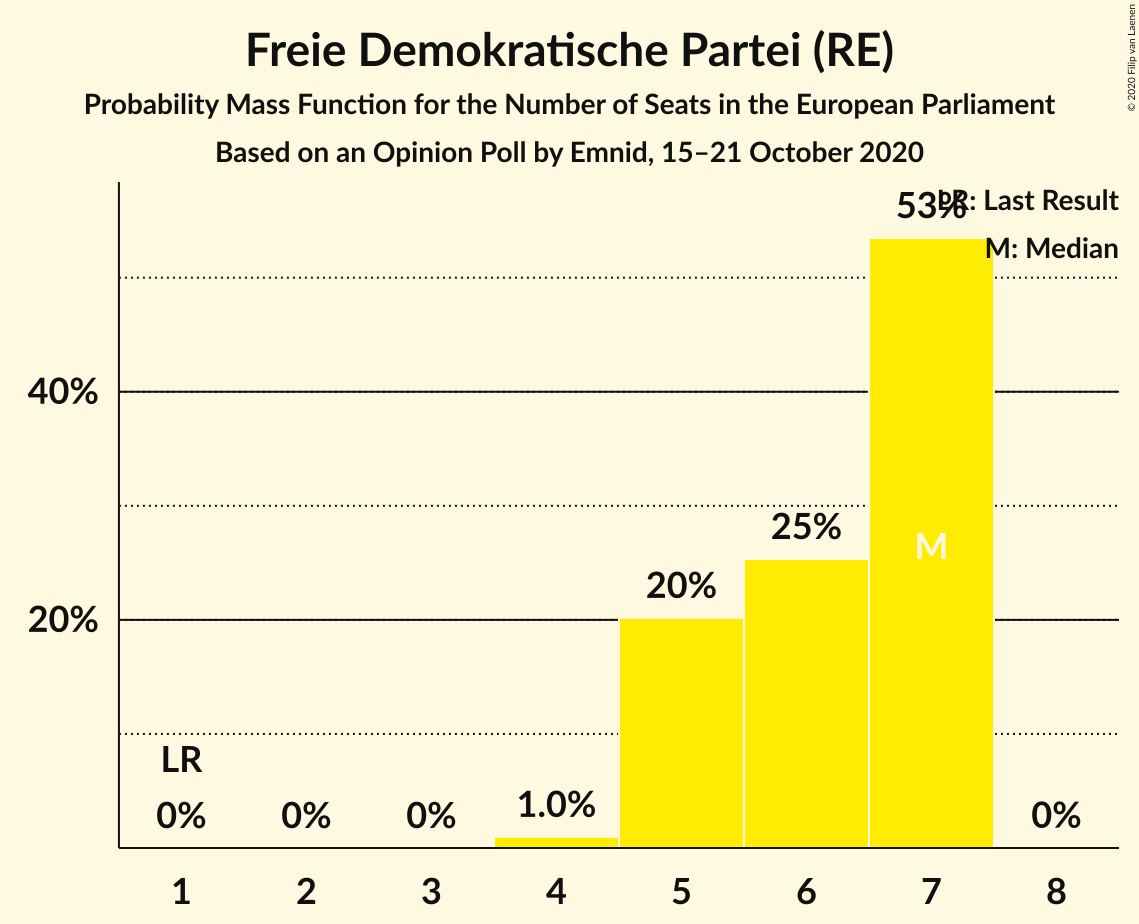 Freie Demokratische Partei (RE)
Probability Mass Function for the Number of Seats in the European Parliament
Based on an Opinion Poll by Emnid, 15–21 October 2020
© 2020 Filip van Laenen
LR: Last Result
M: Median
53%
40%
25%
M
20%
20%
LR
1.0%
0%
0%
0%
0%
1 2 3 4 5 6 7 8